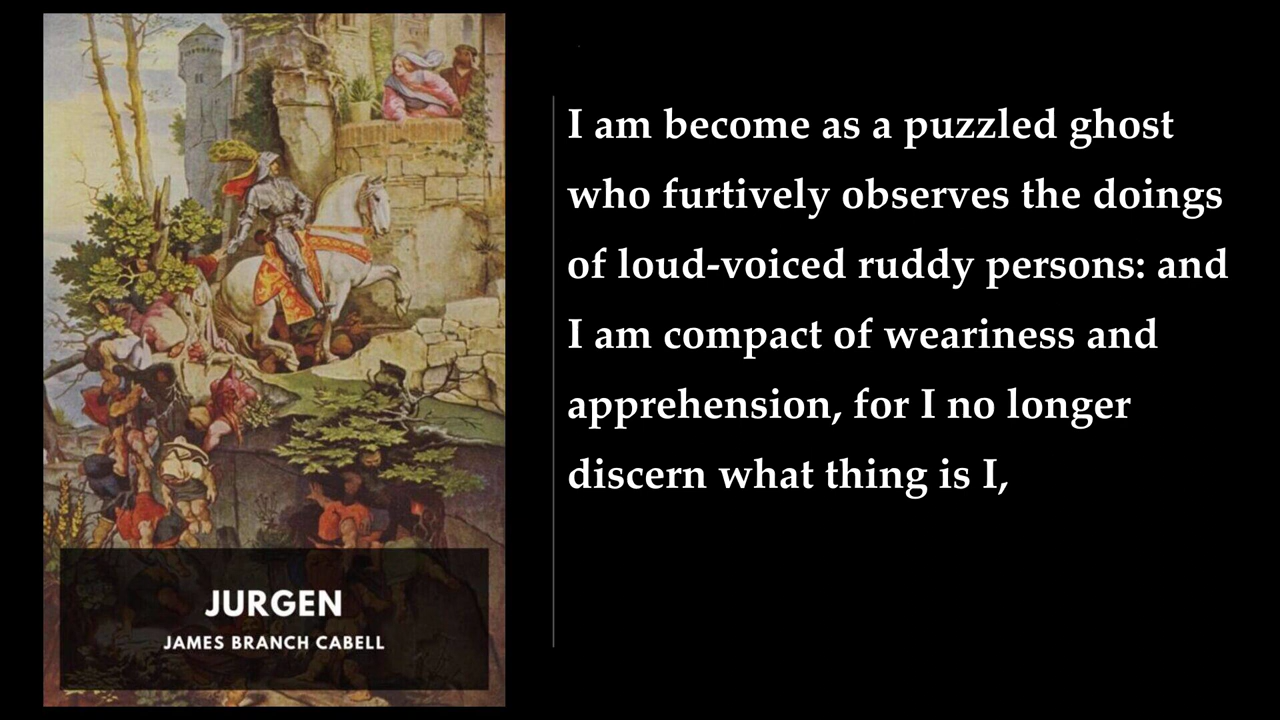 I am become as a puzzled ghost
who furtively observes the doings
of loud-voiced ruddy persons: and
I am compact of weariness and
apprehension, for I no longer
discern what thing is I,
JURGEN
JAMES BRANCH CABELL